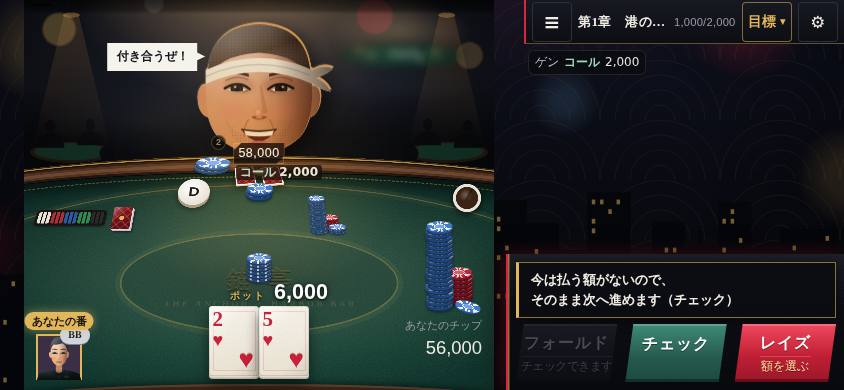 付き合うぜ！
2
58,000
コール 2,000
D
ポット 6,000
2
5
あなたの番
BB
あなたのチップ
56,000
第1章 港の… 1,000/2,000
目標 ▾
ゲン コール 2,000
今は払う額がないので、
そのまま次へ進めます（チェック）
フォールド
チェックできます
チェック
レイズ
額を選ぶ